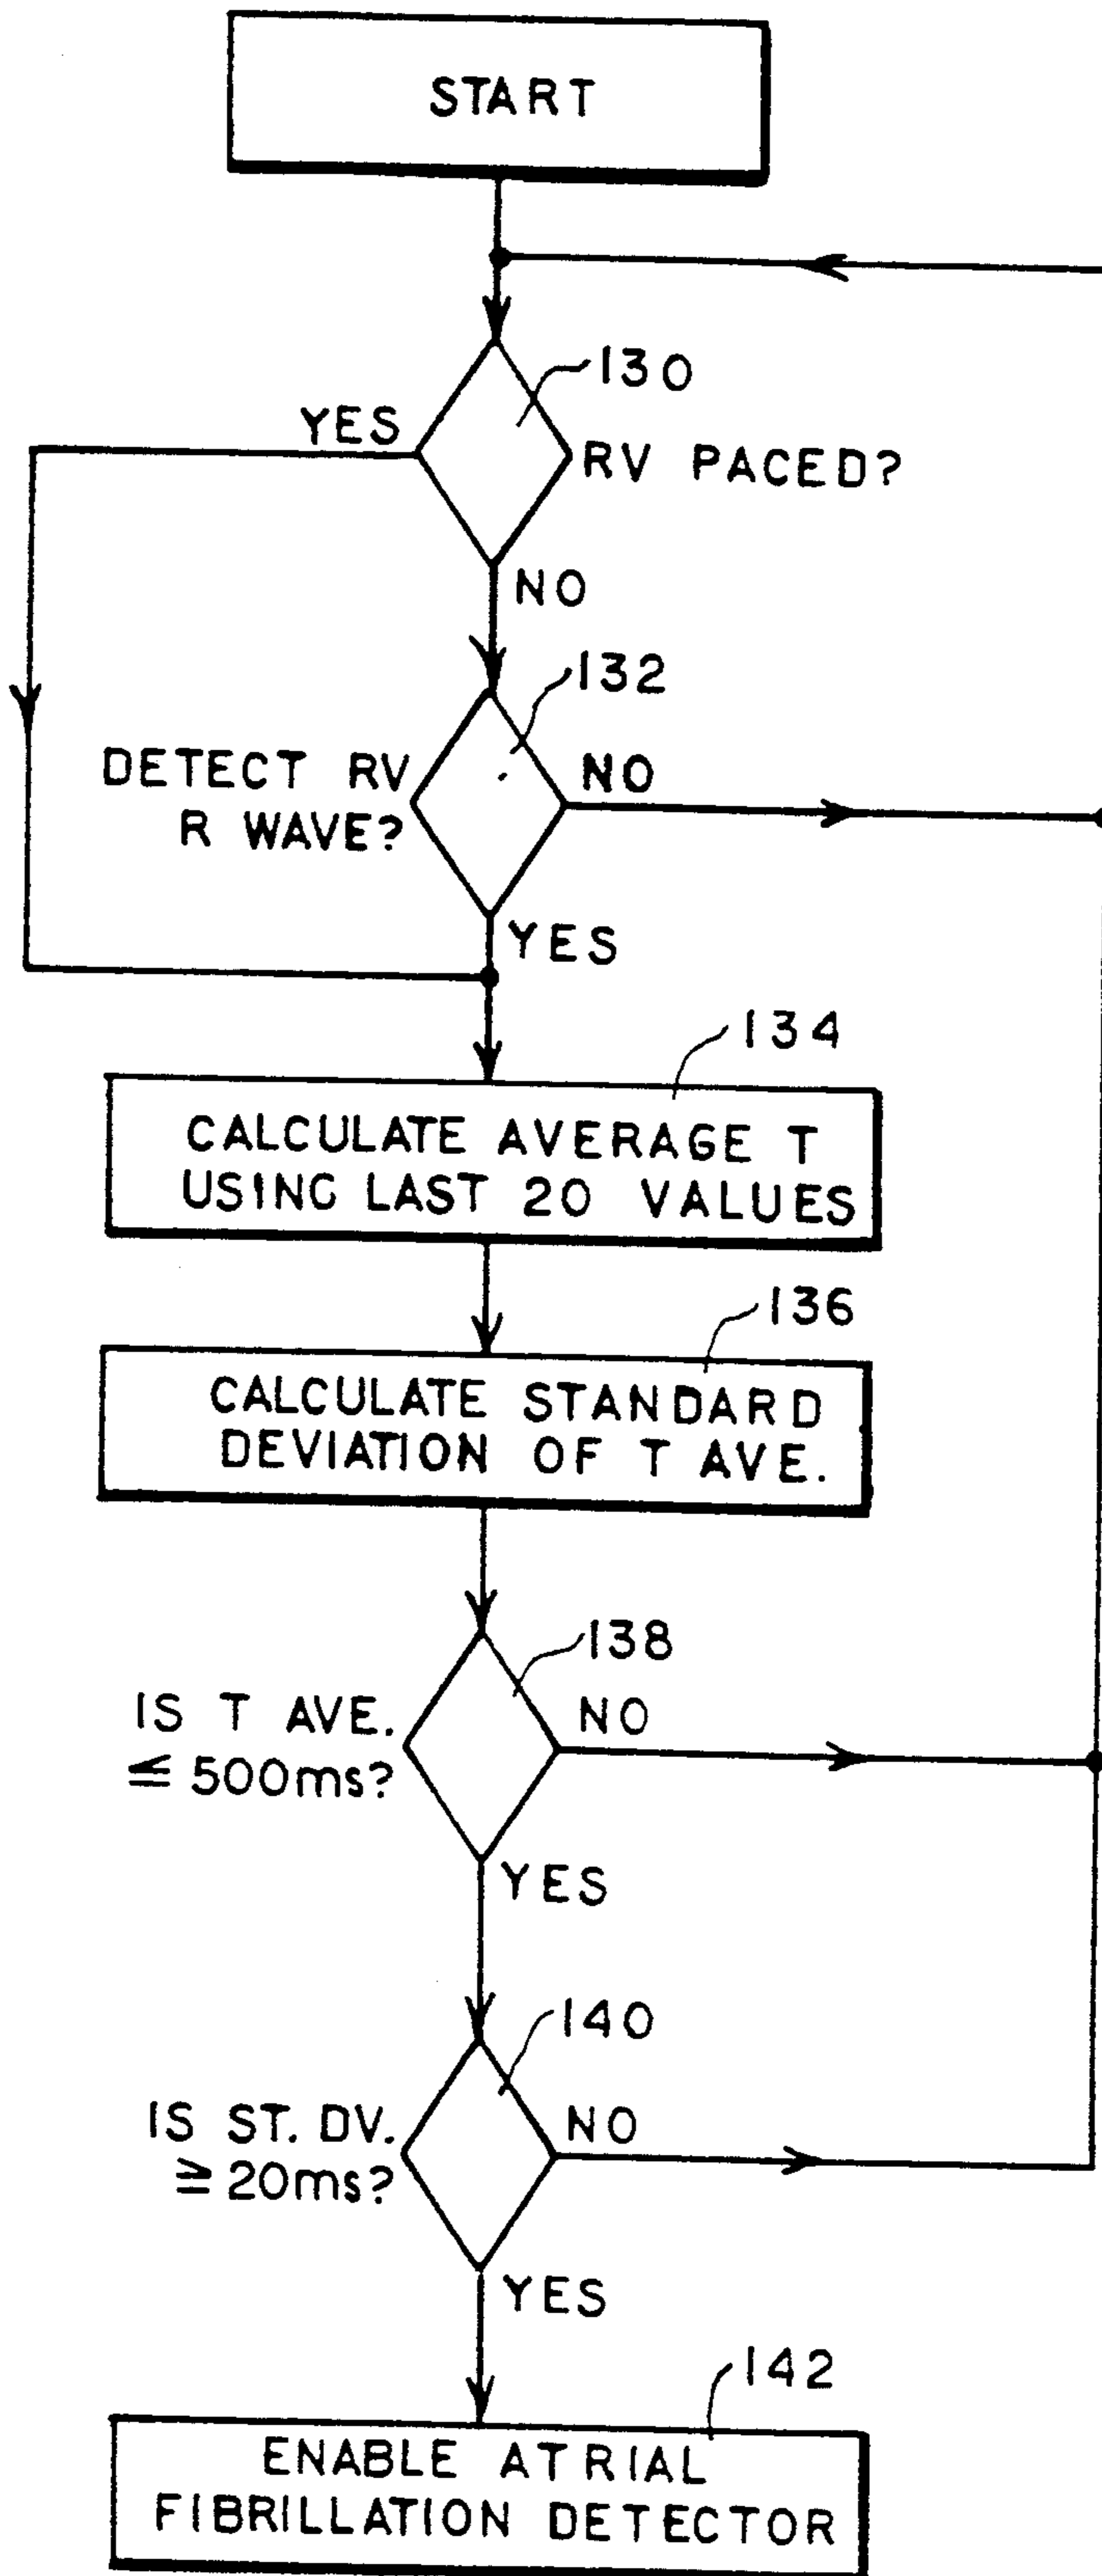 START
130
YES
RV PACED?
NO
132
DETECT RV
R WAVE?
NO
YES
134
CALCULATE AVERAGE T
USING LAST 20 VALUES
136
CALCULATE STANDARD
DEVIATION OF T AVE.
138
IS T AVE.
≦ 500ms?
NO
YES
140
IS ST. DV.
≧ 20ms?
NO
YES
142
ENABLE ATRIAL
FIBRILLATION DETECTOR